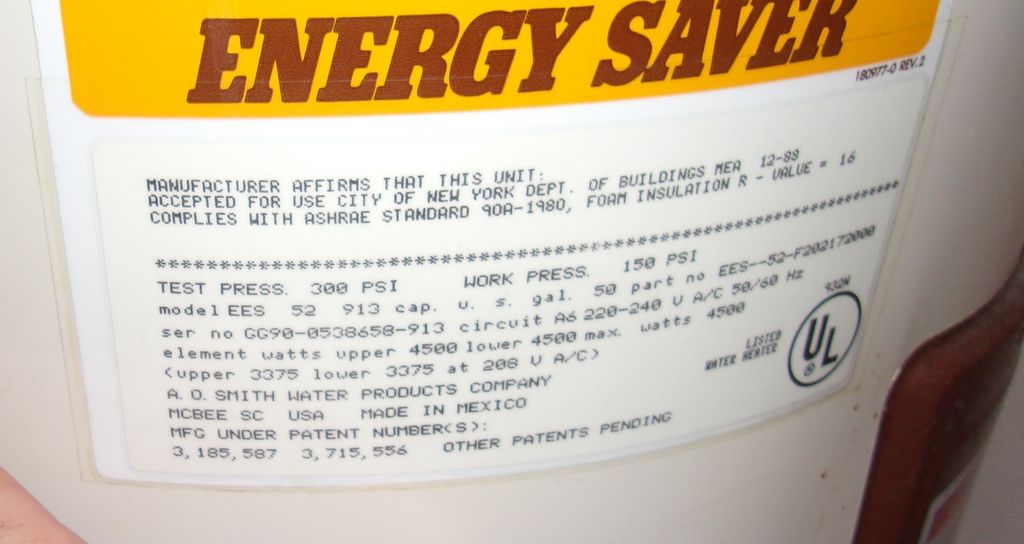 ENERGY SAVER
180977-0 REV.2
MANUFACTURER AFFIRMS THAT THIS UNIT:
ACCEPTED FOR USE CITY OF NEW YORK DEPT. OF BUILDINGS MEA 12-88
COMPLIES WITH ASHRAE STANDARD 90A-1980, FOAM INSULATION R - VALUE = 16
TEST PRESS. 300 PSI WORK PRESS. 150 PSI
model EES 52 913 cap. u. s. gal. 50 part no EES--52-F202172000
ser no GG90-0538658-913 circuit A6 220-240 V A/C 50/60 Hz
element watts upper 4500 lower 4500 max. watts 4500
(upper 3375 lower 3375 at 208 V A/C)
A. O. SMITH WATER PRODUCTS COMPANY
MCBEE SC USA MADE IN MEXICO
MFG UNDER PATENT NUMBER(S):
3,185,587 3,715,556 OTHER PATENTS PENDING
932N
LISTED
WATER HEATER
UL
®